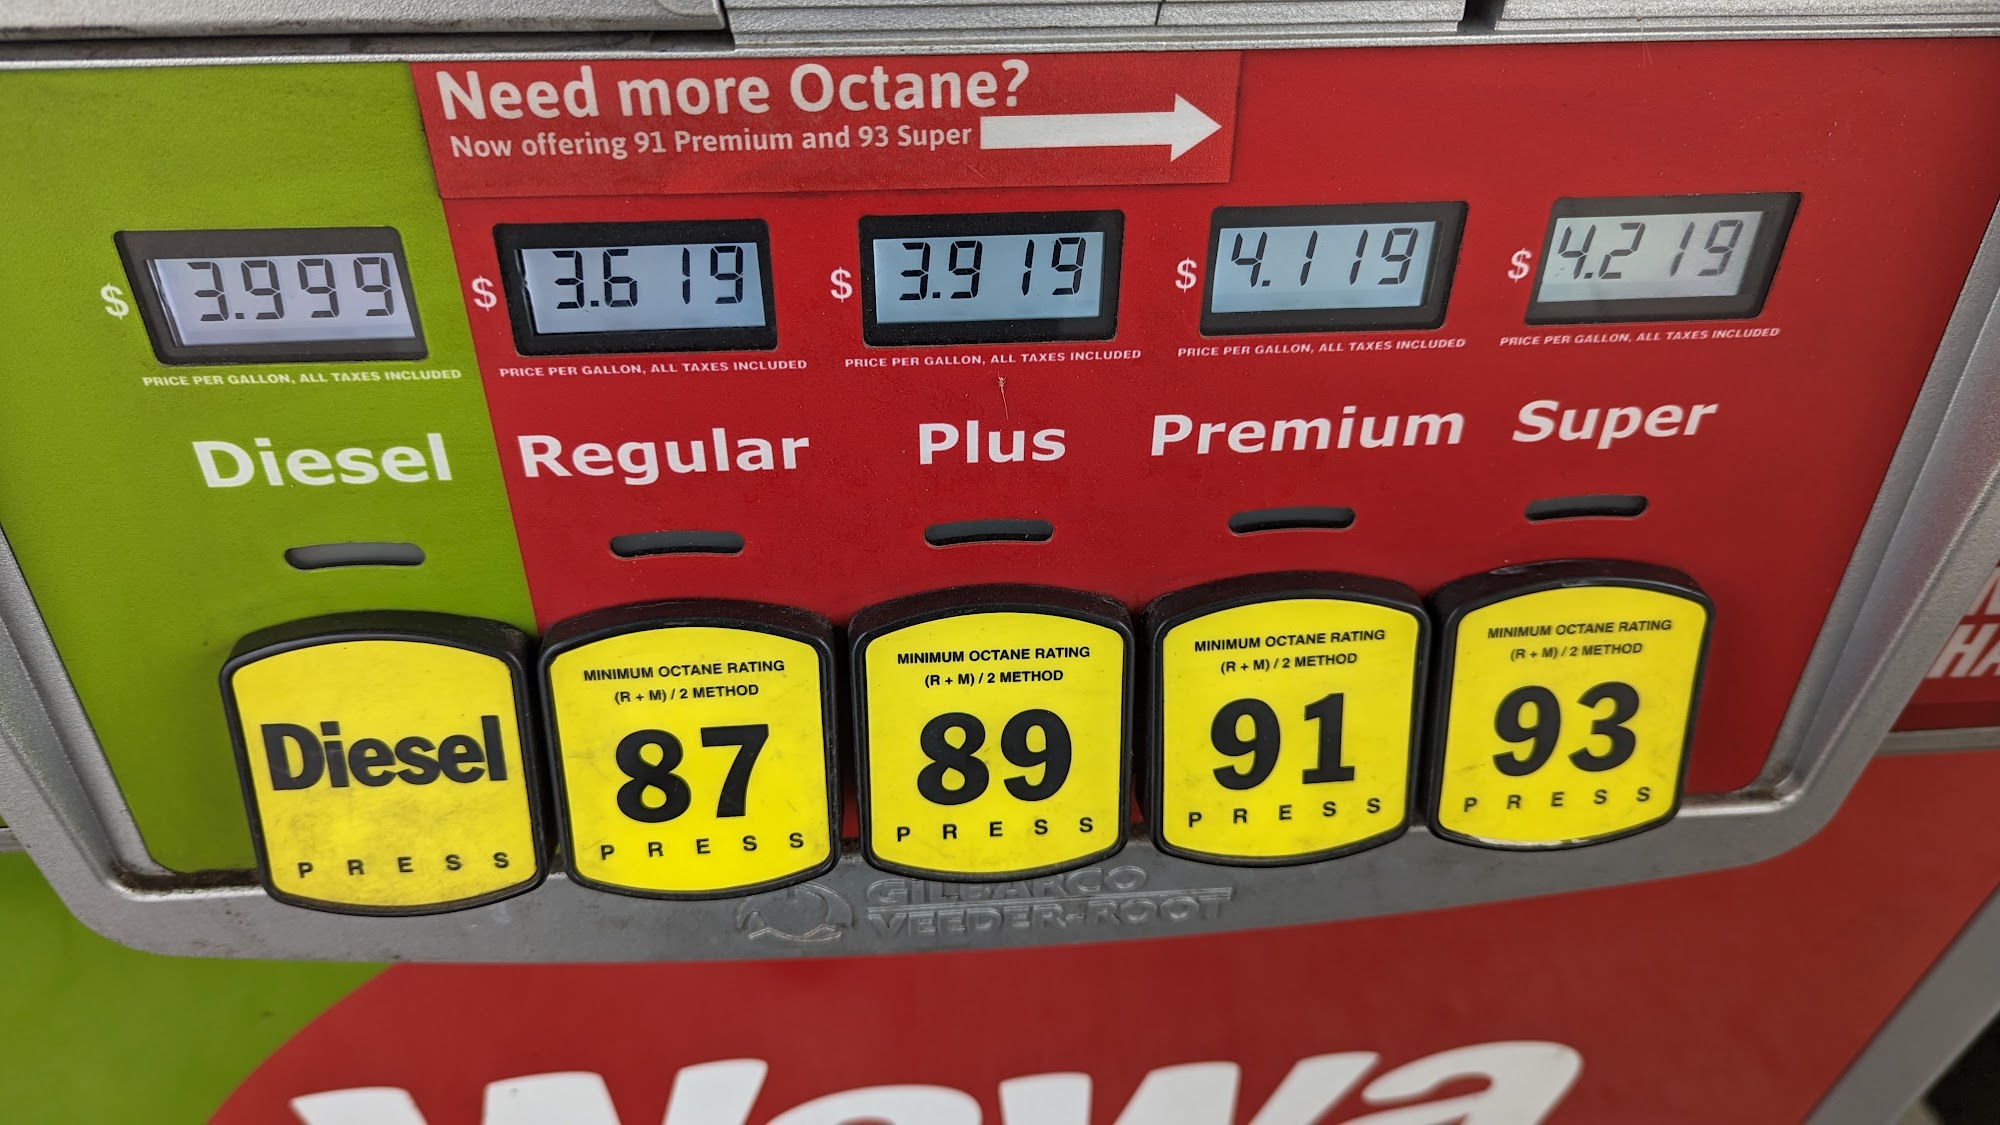 Need more Octane?
Now offering 91 Premium and 93 Super
$ 3.999
PRICE PER GALLON, ALL TAXES INCLUDED
Diesel
$ 3.619
PRICE PER GALLON, ALL TAXES INCLUDED
Regular
$ 3.919
PRICE PER GALLON, ALL TAXES INCLUDED
Plus
$ 4.119
PRICE PER GALLON, ALL TAXES INCLUDED
Premium
$ 4.219
PRICE PER GALLON, ALL TAXES INCLUDED
Super
Diesel
PRESS
MINIMUM OCTANE RATING
(R + M) / 2 METHOD
87
PRESS
MINIMUM OCTANE RATING
(R + M) / 2 METHOD
89
PRESS
MINIMUM OCTANE RATING
(R + M) / 2 METHOD
91
PRESS
MINIMUM OCTANE RATING
(R + M) / 2 METHOD
93
PRESS
GILBARCO
VEEDER-ROOT
Wawa